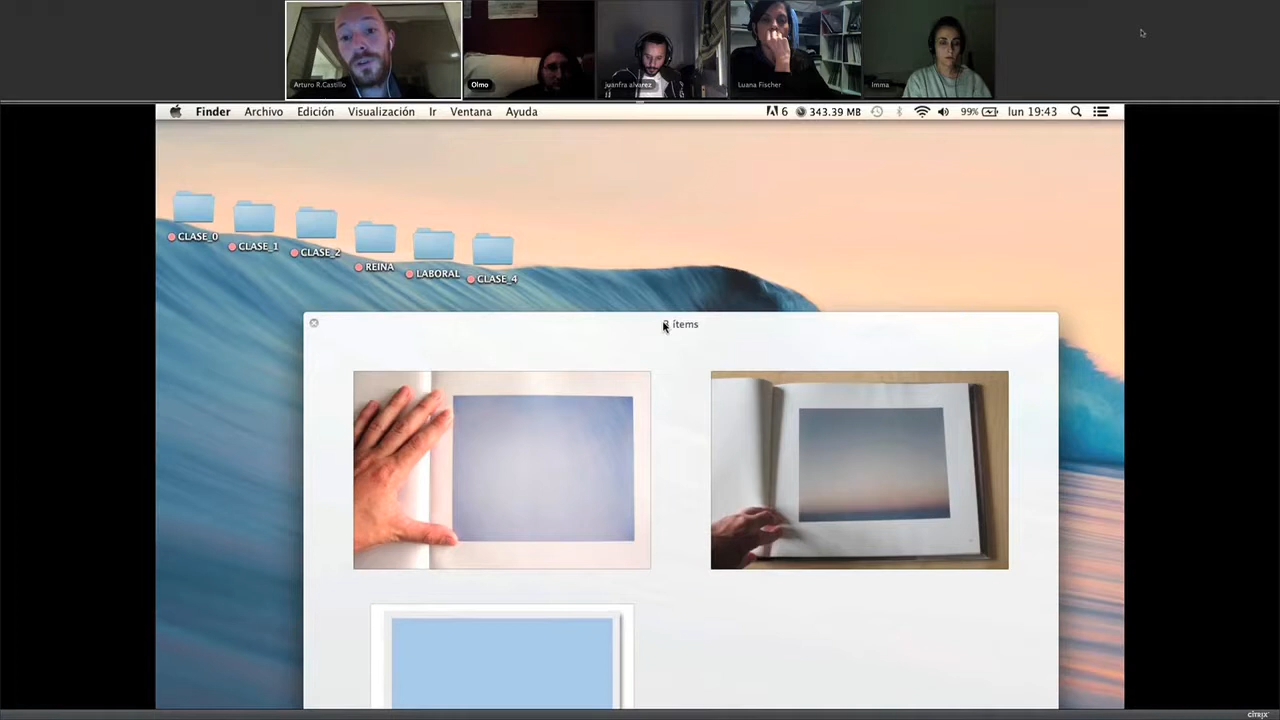 Arturo R.Castillo
Olmo
juanfra alvarez
Luana Fischer
Imma
Finder Archivo Edición Visualización Ir Ventana Ayuda
6 343.39 MB 99% lun 19:43
CLASE_0
CLASE_1
CLASE_2
REINA
LABORAL
CLASE_4
ítems
CITRIX